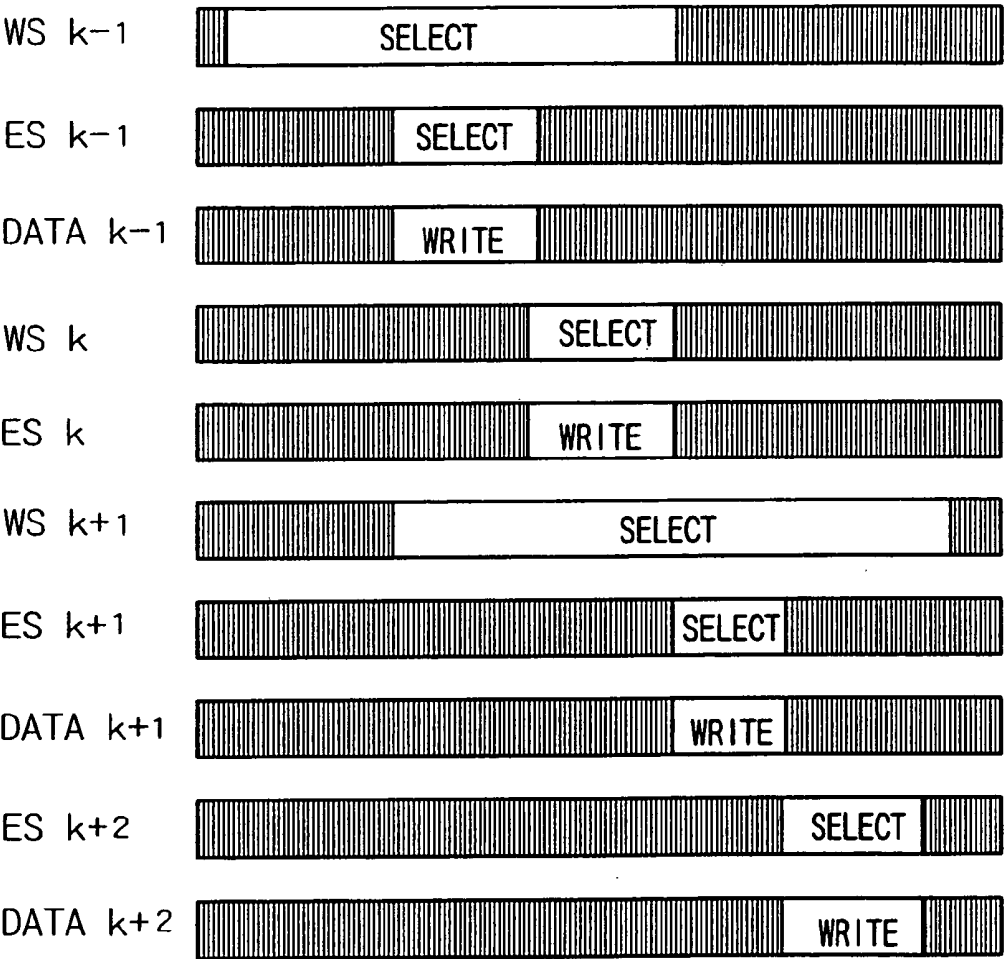 WS k-1 SELECT
ES k-1 SELECT
DATA k-1 WRITE
WS k SELECT
ES k WRITE
WS k+1 SELECT
ES k+1 SELECT
DATA k+1 WRITE
ES k+2 SELECT
DATA k+2 WRITE